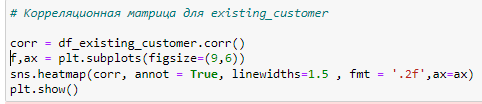 # Корреляционная матрица для existing_customer
corr = df_existing_customer.corr()
f,ax = plt.subplots(figsize=(9,6))
sns.heatmap(corr, annot = True, linewidths=1.5 , fmt = '.2f',ax=ax)
plt.show()